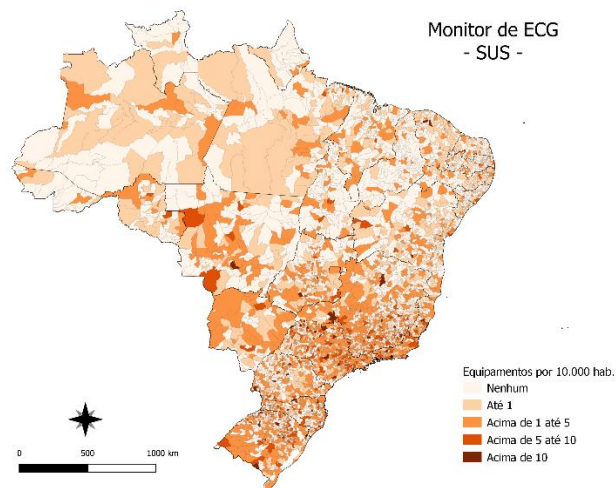 Monitor de ECG
- SUS -
Equipamentos por 10.000 hab.
Nenhum
Até 1
Acima de 1 até 5
Acima de 5 até 10
Acima de 10
0 500 1000 km